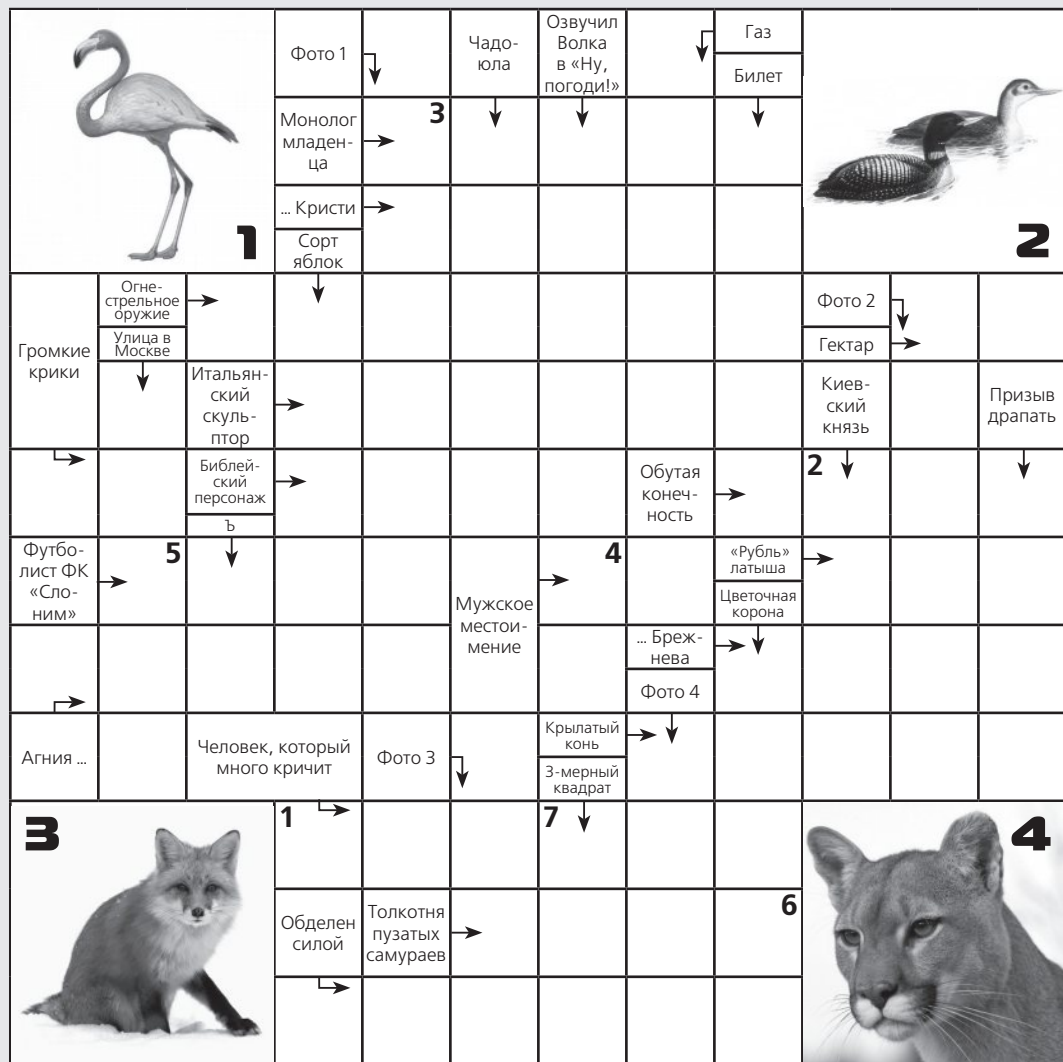 Фото 1
Чадо-
юла
Озвучил
Волка
в «Ну,
погоди!»
Газ
Билет
Монолог
младен-
ца
3
... Кристи
Сорт
яблок
1
2
Громкие
крики
Огне-
стрельное
оружие
Улица в
Москве
Фото 2
Гектар
Итальян-
ский
скуль-
птор
Киев-
ский
князь
Призыв
драпать
Библей-
ский
персонаж
Ъ
Обутая
конеч-
ность
2
Футбо-
лист ФК
«Сло-
ним»
5
Мужское
местои-
мение
4
«Рубль»
латыша
Цветочная
корона
... Бреж-
нева
Фото 4
Агния ...
Человек, который
много кричит
Фото 3
Крылатый
конь
3-мерный
квадрат
3
1
7
4
Обделен
силой
Толкотня
пузатых
самураев
6